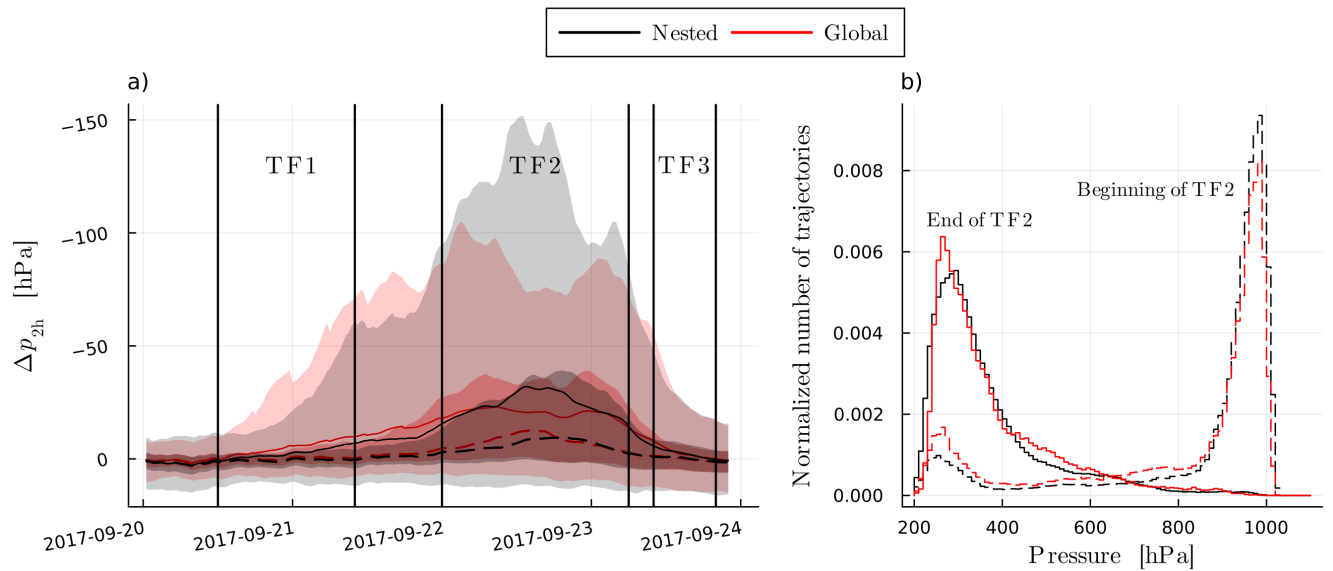 Nested Global
a)
b)
−150
−100
−50
0
Δp2h [hPa]
TF1 TF2 TF3
2017-09-20 2017-09-21 2017-09-22 2017-09-23 2017-09-24
Normalized number of trajectories
0.008
0.006
0.004
0.002
0.000
Beginning of TF2
End of TF2
200 400 600 800 1000
Pressure [hPa]